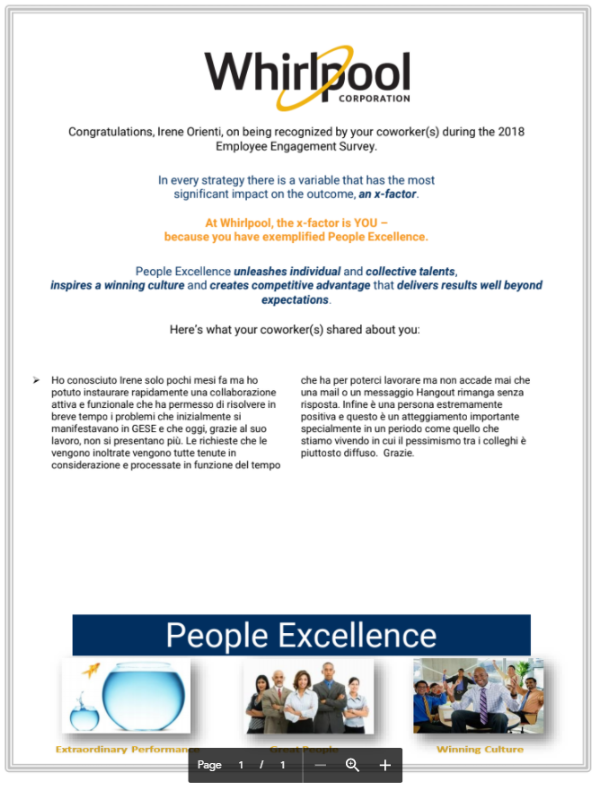 Whirlpool
CORPORATION
Congratulations, Irene Orienti, on being recognized by your coworker(s) during the 2018
Employee Engagement Survey.
In every strategy there is a variable that has the most
significant impact on the outcome, an x-factor.
At Whirlpool, the x-factor is YOU –
because you have exemplified People Excellence.
People Excellence unleashes individual and collective talents,
inspires a winning culture and creates competitive advantage that delivers results well beyond
expectations.
Here's what your coworker(s) shared about you:
➢ Ho conosciuto Irene solo pochi mesi fa ma ho
potuto instaurare rapidamente una collaborazione
attiva e funzionale che ha permesso di risolvere in
breve tempo i problemi che inizialmente si
manifestavano in GESE e che oggi, grazie al suo
lavoro, non si presentano più. Le richieste che le
vengono inoltrate vengono tutte tenute in
considerazione e processate in funzione del tempo
che ha per poterci lavorare ma non accade mai che
una mail o un messaggio Hangout rimanga senza
risposta. Infine è una persona estremamente
positiva e questo è un atteggiamento importante
specialmente in un periodo come quello che
stiamo vivendo in cui il pessimismo tra i colleghi è
piuttosto diffuso. Grazie.
People Excellence
Extraordinary Performance
Great People
Winning Culture
Page 1 / 1